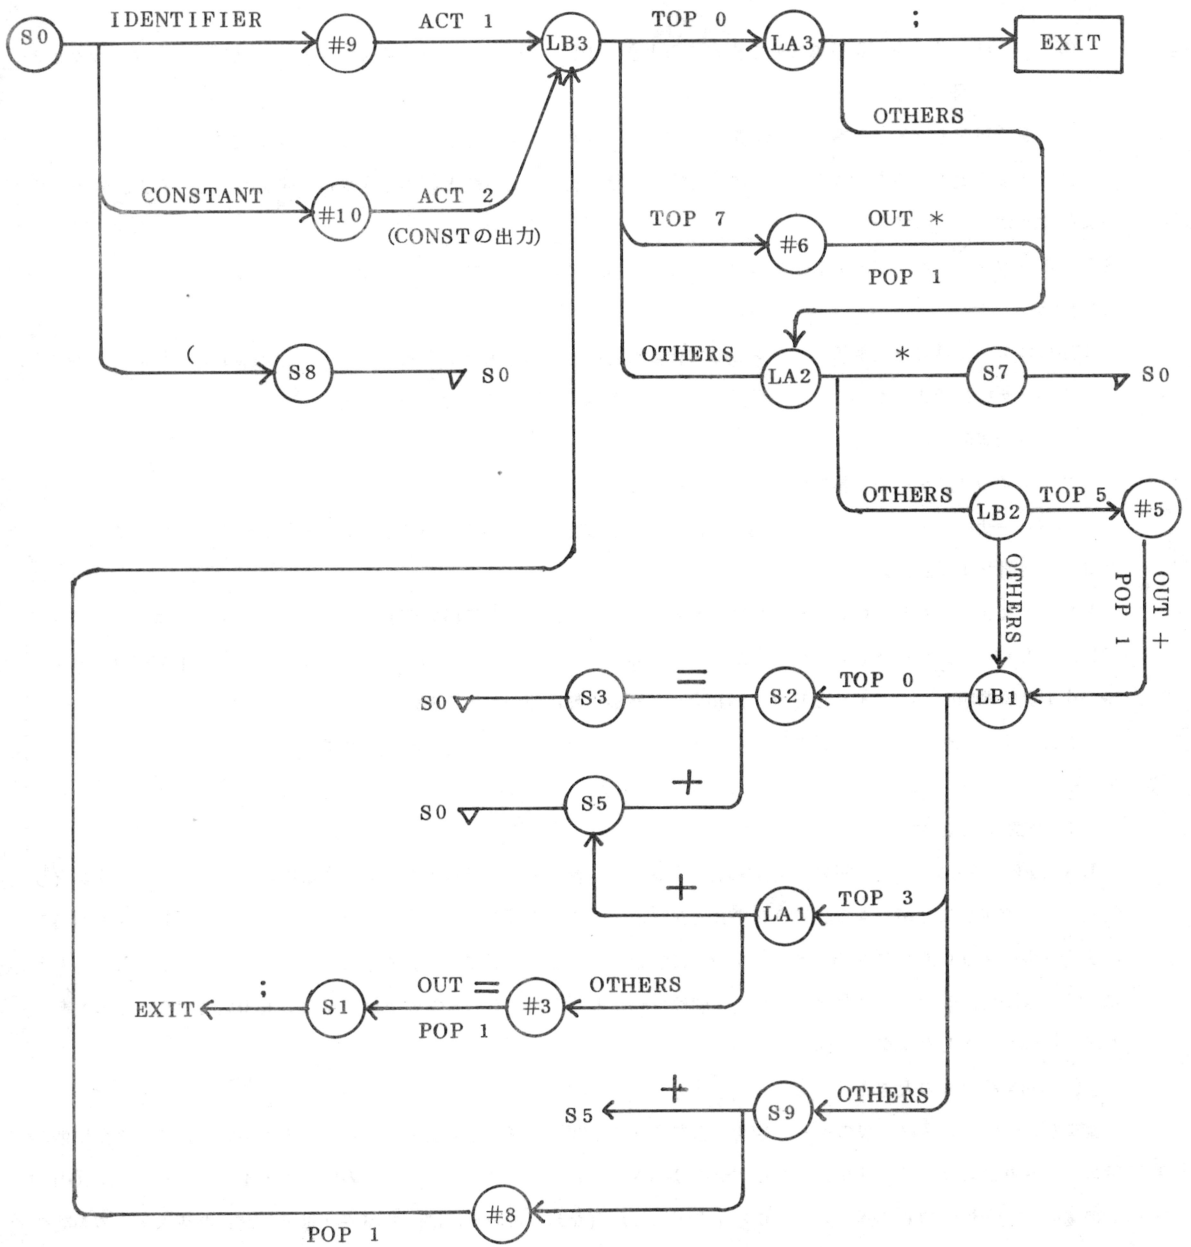 S0
IDENTIFIER
#9
ACT 1
LB3
TOP 0
LA3
;
EXIT
OTHERS
CONSTANT
#10
ACT 2
(CONSTの出力)
TOP 7
#6
OUT *
POP 1
(
S8
S0
OTHERS
LA2
*
S7
S0
OTHERS
LB2
TOP 5
#5
OTHERS
OUT +
POP 1
S0
S3
=
S2
TOP 0
LB1
S0
S5
+
+
LA1
TOP 3
EXIT
;
S1
OUT =
POP 1
#3
OTHERS
S5
+
S9
OTHERS
#8
POP 1